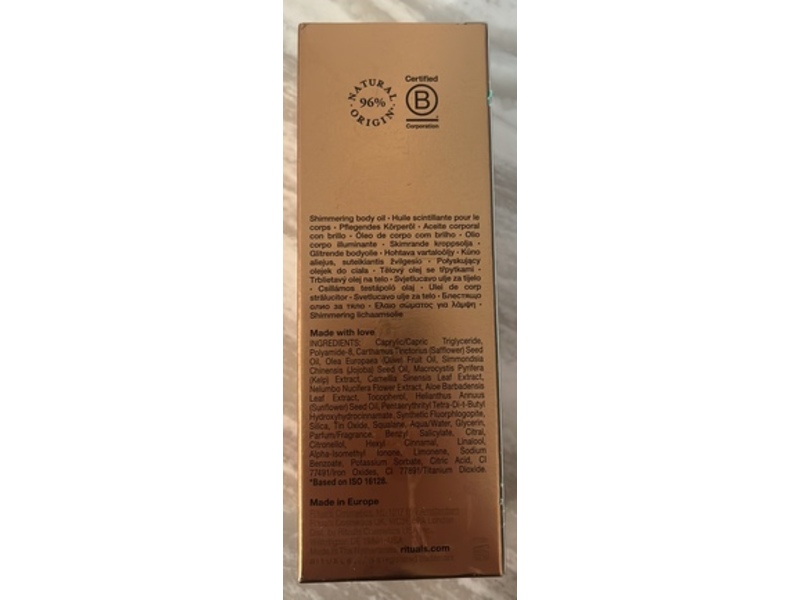 NATURAL
96%
ORIGIN*
Certified
B
Corporation
Shimmering body oil • Huile scintillante pour le
corps • Pflegendes Körperöl • Aceite corporal
con brillo • Óleo de corpo com brilho • Olio
corpo illuminante • Skimrande kroppsolja •
Glitrende bodyolie • Hohtava vartaloöljy • Kūno
aliejus, suteikiantis žvilgesio • Połyskujący
olejek do ciała • Tělový olej se třpytkami •
Trblietavý olej na telo • Svjetlucavo ulje za tijelo
• Csillámos testápoló olaj • Ulei de corp
strălucitor • Svetlucavo ulje za telo • Блестящо
олио за тяло • Ελαιο σώματος για λάμψη •
Shimmering lichaamsolie
Made with love
INGREDIENTS: Caprylic/Capric Triglyceride,
Polyamide-8, Carthamus Tinctorius (Safflower) Seed
Oil, Olea Europaea (Olive) Fruit Oil, Simmondsia
Chinensis (Jojoba) Seed Oil, Macrocystis Pyrifera
(Kelp) Extract, Camellia Sinensis Leaf Extract,
Nelumbo Nucifera Flower Extract, Aloe Barbadensis
Leaf Extract, Tocopherol, Helianthus Annuus
(Sunflower) Seed Oil, Pentaerythrityl Tetra-Di-t-Butyl
Hydroxyhydrocinnamate, Synthetic Fluorphlogopite,
Silica, Tin Oxide, Squalane, Aqua/Water, Glycerin,
Parfum/Fragrance, Benzyl Salicylate, Citral,
Citronellol, Hexyl Cinnamal, Linalool,
Alpha-Isomethyl Ionone, Limonene, Sodium
Benzoate, Potassium Sorbate, Citric Acid, CI
77491/Iron Oxides, CI 77891/Titanium Dioxide.
*Based on ISO 16128.
Made in Europe
rituals.com